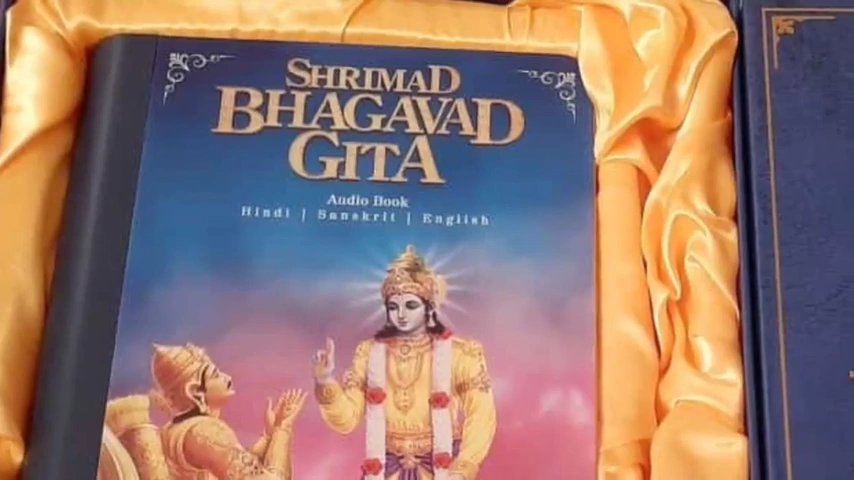 SHRIMAD
BHAGAVAD
GITA
Audio Book
Hindi | Sanskrit | English